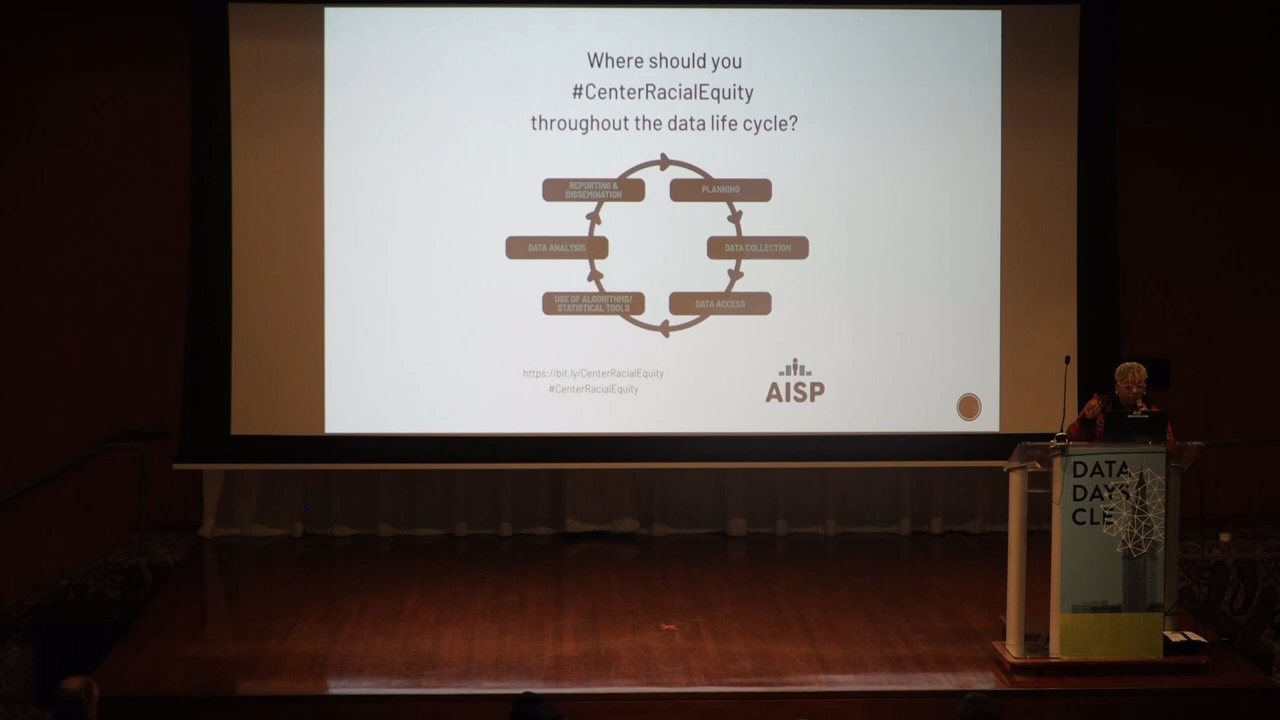 Where should you
#CenterRacialEquity
throughout the data life cycle?
REPORTING &
DISSEMINATION
PLANNING
DATA ANALYSIS
DATA COLLECTION
USE OF ALGORITHMS/
STATISTICAL TOOLS
DATA ACCESS
https://bit.ly/CenterRacialEquity
#CenterRacialEquity
AISP
DATA
DAYS
CLE